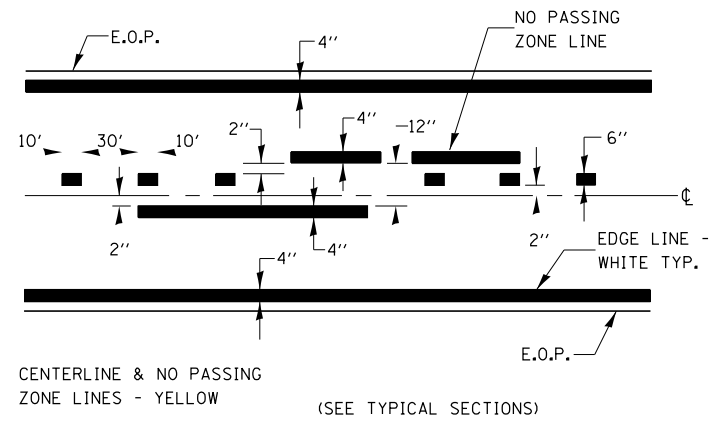 NO PASSING
ZONE LINE
E.O.P.
4''
10'
30'
10'
2''
4''
12''
6''
℄
2''
4''
2''
EDGE LINE -
WHITE TYP.
4''
E.O.P.
CENTERLINE & NO PASSING
ZONE LINES - YELLOW
(SEE TYPICAL SECTIONS)